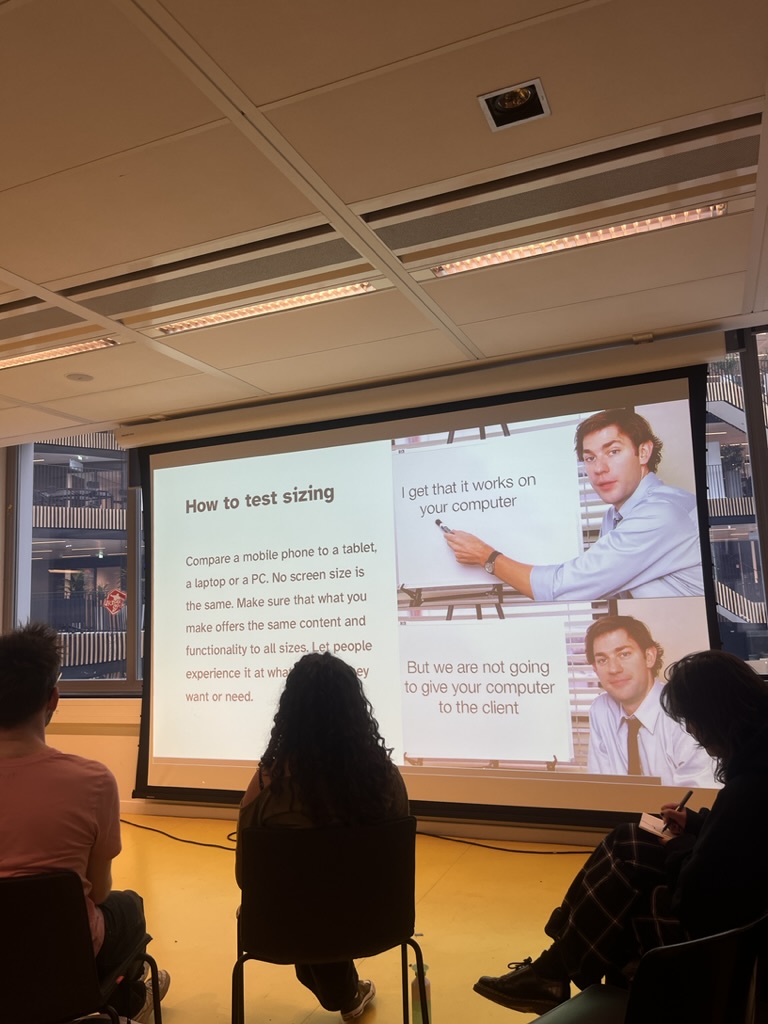 How to test sizing
Compare a mobile phone to a tablet,
a laptop or a PC. No screen size is
the same. Make sure that what you
make offers the same content and
functionality to all sizes. Let people
experience it at
want or need.
I get that it works on
your computer
But we are not going
to give your computer
to the client